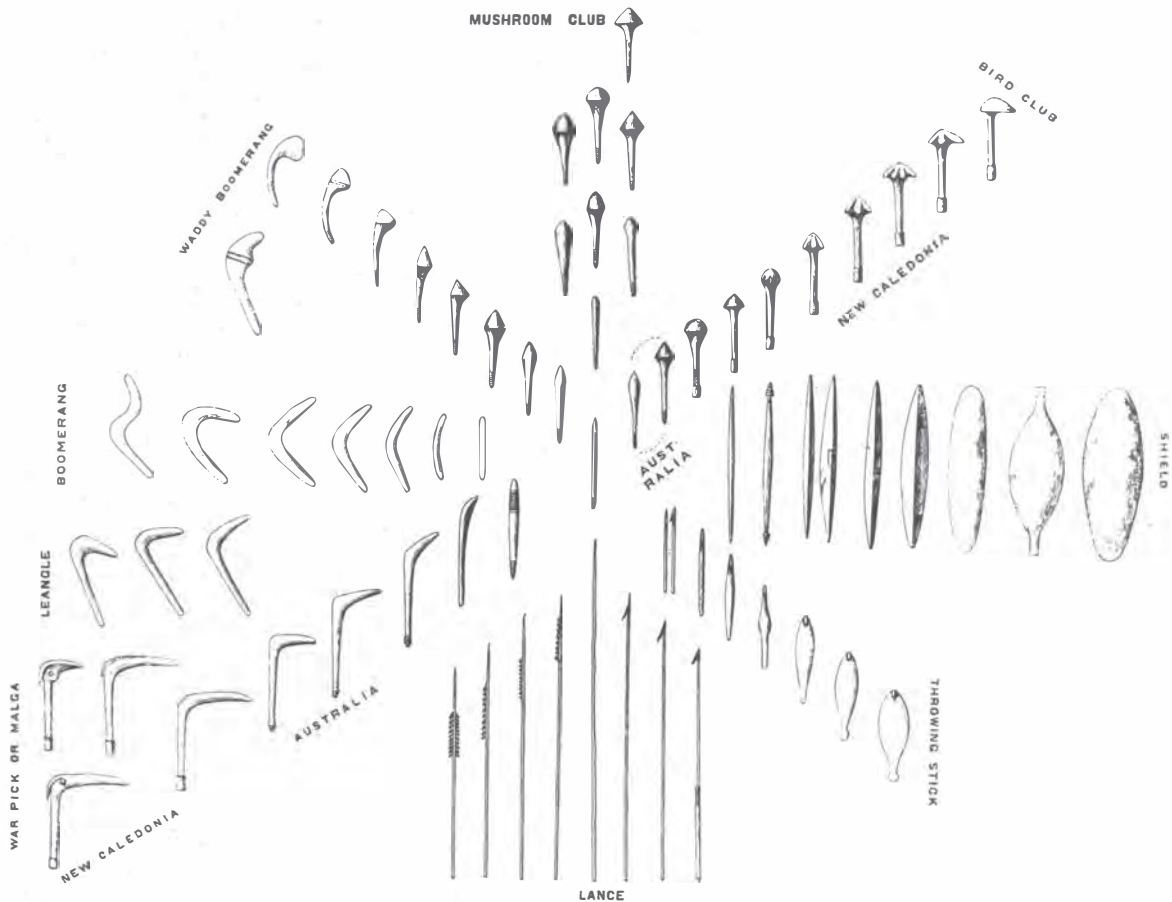 MUSHROOM CLUB
BIRD CLUB
WADDY BOOMERANG
NEW CALEDONIA
BOOMERANG
AUST-
RALIA
SHIELD
LEANGLE
WAR PICK OR MALGA
AUSTRALIA
THROWING STICK
NEW CALEDONIA
LANCE